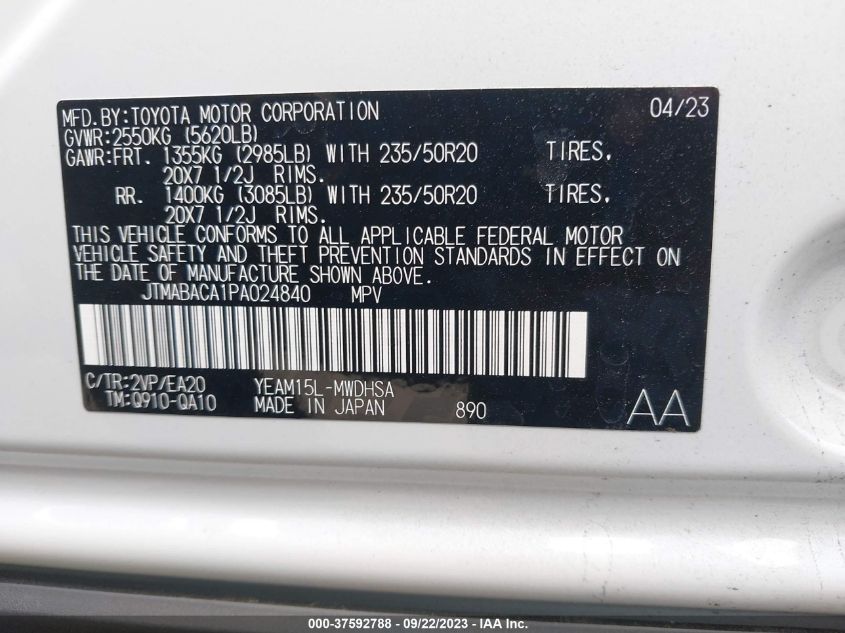 MFD.BY:TOYOTA MOTOR CORPORATION 04/23
GVWR:2550KG (5620LB)
GAWR:FRT. 1355KG (2985LB) WITH 235/50R20 TIRES,
20X7 1/2J RIMS.
RR. 1400KG (3085LB) WITH 235/50R20 TIRES,
20X7 1/2J RIMS.
THIS VEHICLE CONFORMS TO ALL APPLICABLE FEDERAL MOTOR
VEHICLE SAFETY AND THEFT PREVENTION STANDARDS IN EFFECT ON
THE DATE OF MANUFACTURE SHOWN ABOVE.
JTMABACA1PA024840 MPV
C/TR:2VP/EA20 YEAM15L-MWDHSA
TM:Q910-QA10 MADE IN JAPAN 890 AA
000-37592788 - 09/22/2023 - IAA Inc.